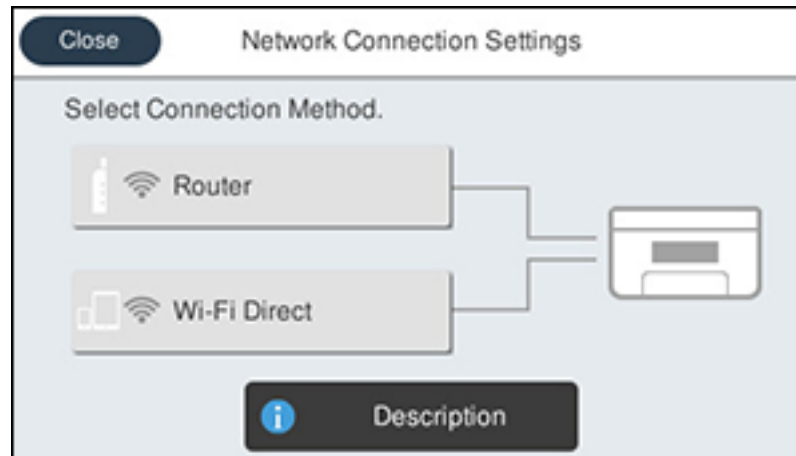 Close
Network Connection Settings
Select Connection Method.
Router
Wi-Fi Direct
Description